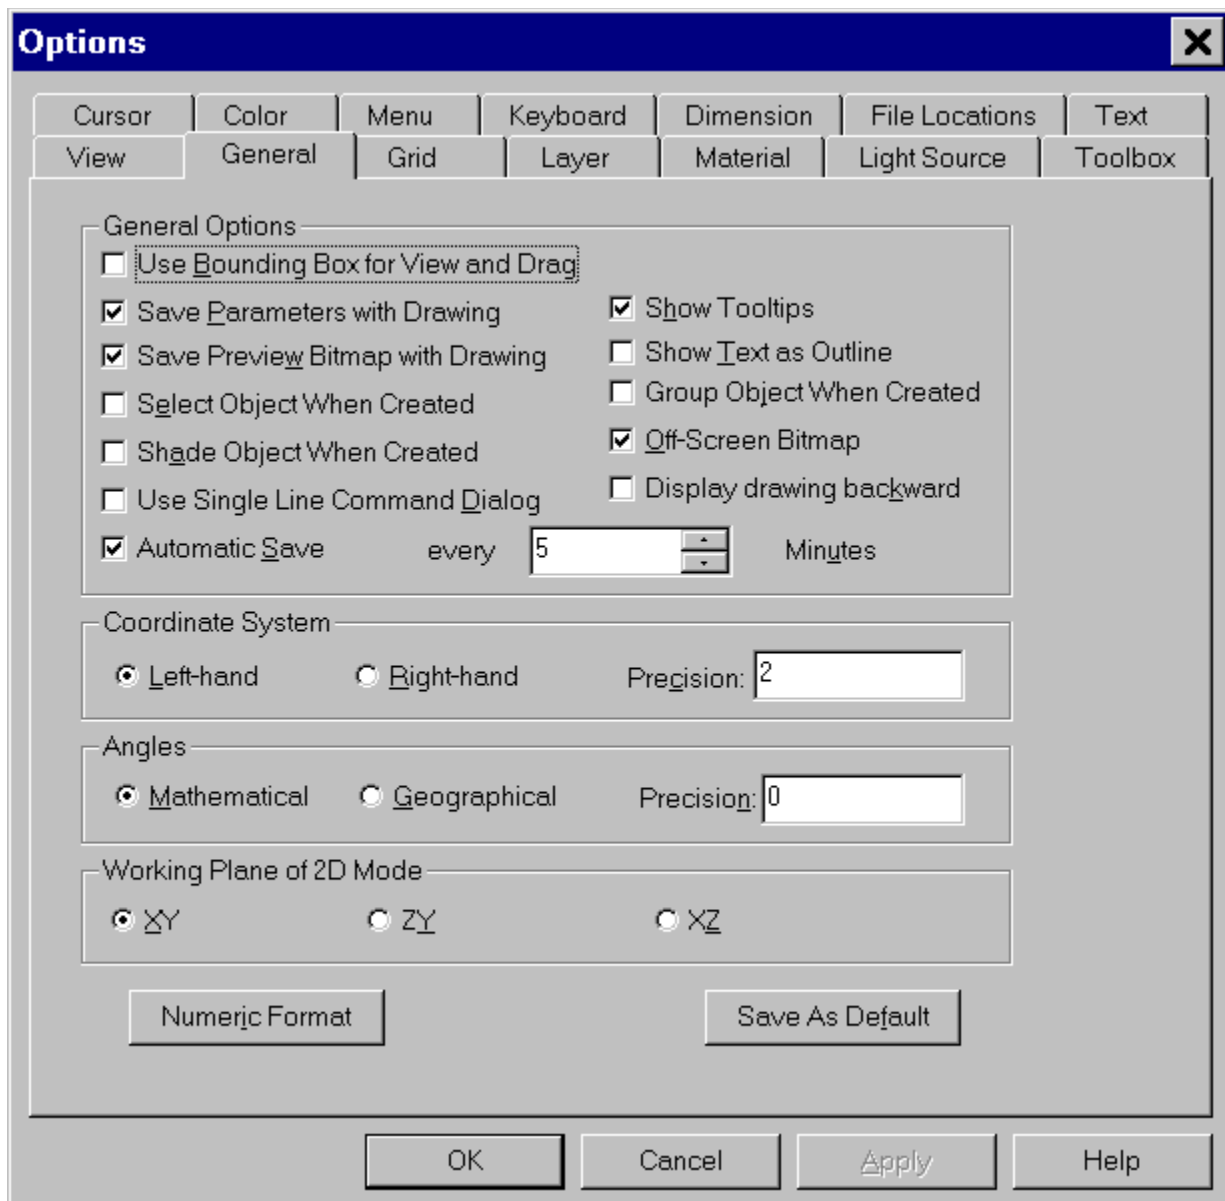 Options
Cursor Color Menu Keyboard Dimension File Locations Text
View General Grid Layer Material Light Source Toolbox
General Options
Use Bounding Box for View and Drag
Save Parameters with Drawing Show Tooltips
Save Preview Bitmap with Drawing Show Text as Outline
Select Object When Created Group Object When Created
Shade Object When Created Off-Screen Bitmap
Use Single Line Command Dialog Display drawing backward
Automatic Save every 5 Minutes
Coordinate System
Left-hand Right-hand Precision: 2
Angles
Mathematical Geographical Precision: 0
Working Plane of 2D Mode
XY ZY XZ
Numeric Format Save As Default
OK Cancel Apply Help